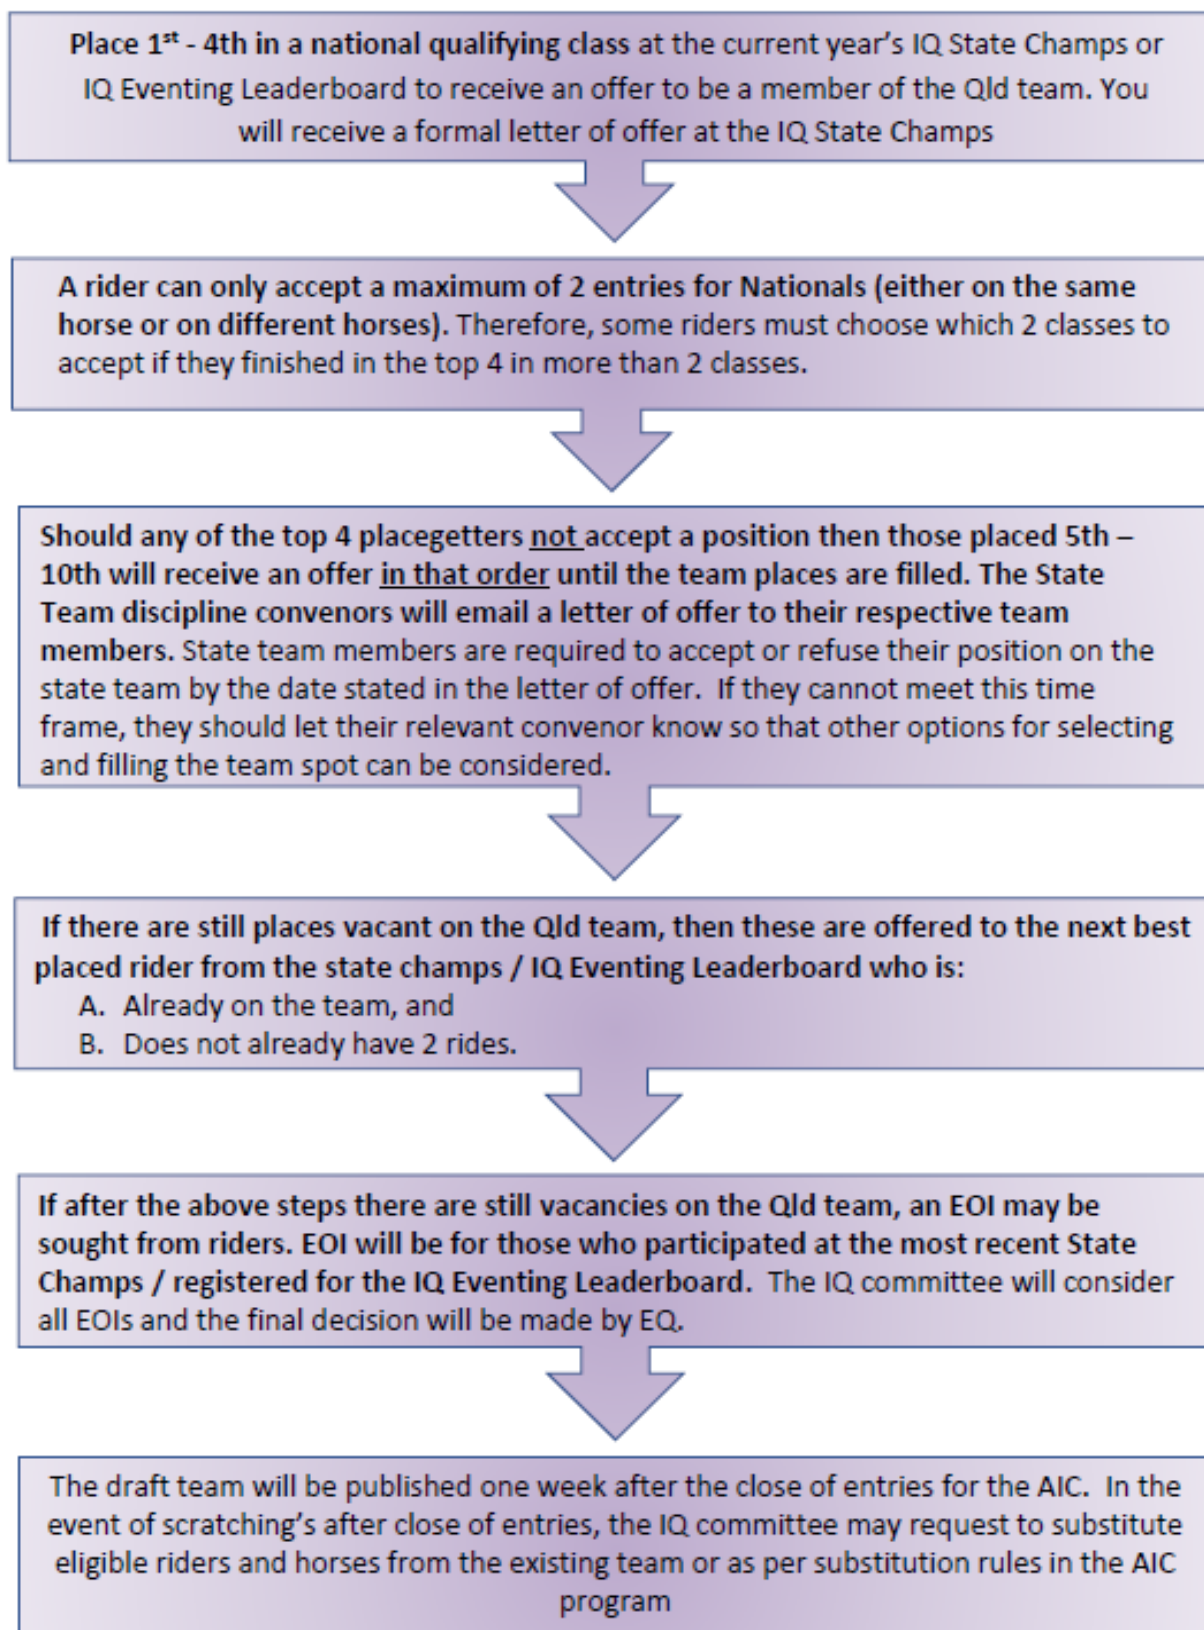 Place 1st - 4th in a national qualifying class at the current year's IQ State Champs or
IQ Eventing Leaderboard to receive an offer to be a member of the Qld team. You
will receive a formal letter of offer at the IQ State Champs
A rider can only accept a maximum of 2 entries for Nationals (either on the same
horse or on different horses). Therefore, some riders must choose which 2 classes to
accept if they finished in the top 4 in more than 2 classes.
Should any of the top 4 placegetters not accept a position then those placed 5th –
10th will receive an offer in that order until the team places are filled. The State
Team discipline convenors will email a letter of offer to their respective team
members. State team members are required to accept or refuse their position on the
state team by the date stated in the letter of offer.  If they cannot meet this time
frame, they should let their relevant convenor know so that other options for selecting
and filling the team spot can be considered.
If there are still places vacant on the Qld team, then these are offered to the next best
placed rider from the state champs / IQ Eventing Leaderboard who is:
A. Already on the team, and
B. Does not already have 2 rides.
If after the above steps there are still vacancies on the Qld team, an EOI may be
sought from riders. EOI will be for those who participated at the most recent State
Champs / registered for the IQ Eventing Leaderboard.  The IQ committee will consider
all EOIs and the final decision will be made by EQ.
The draft team will be published one week after the close of entries for the AIC.  In the
event of scratching's after close of entries, the IQ committee may request to substitute
eligible riders and horses from the existing team or as per substitution rules in the AIC
program